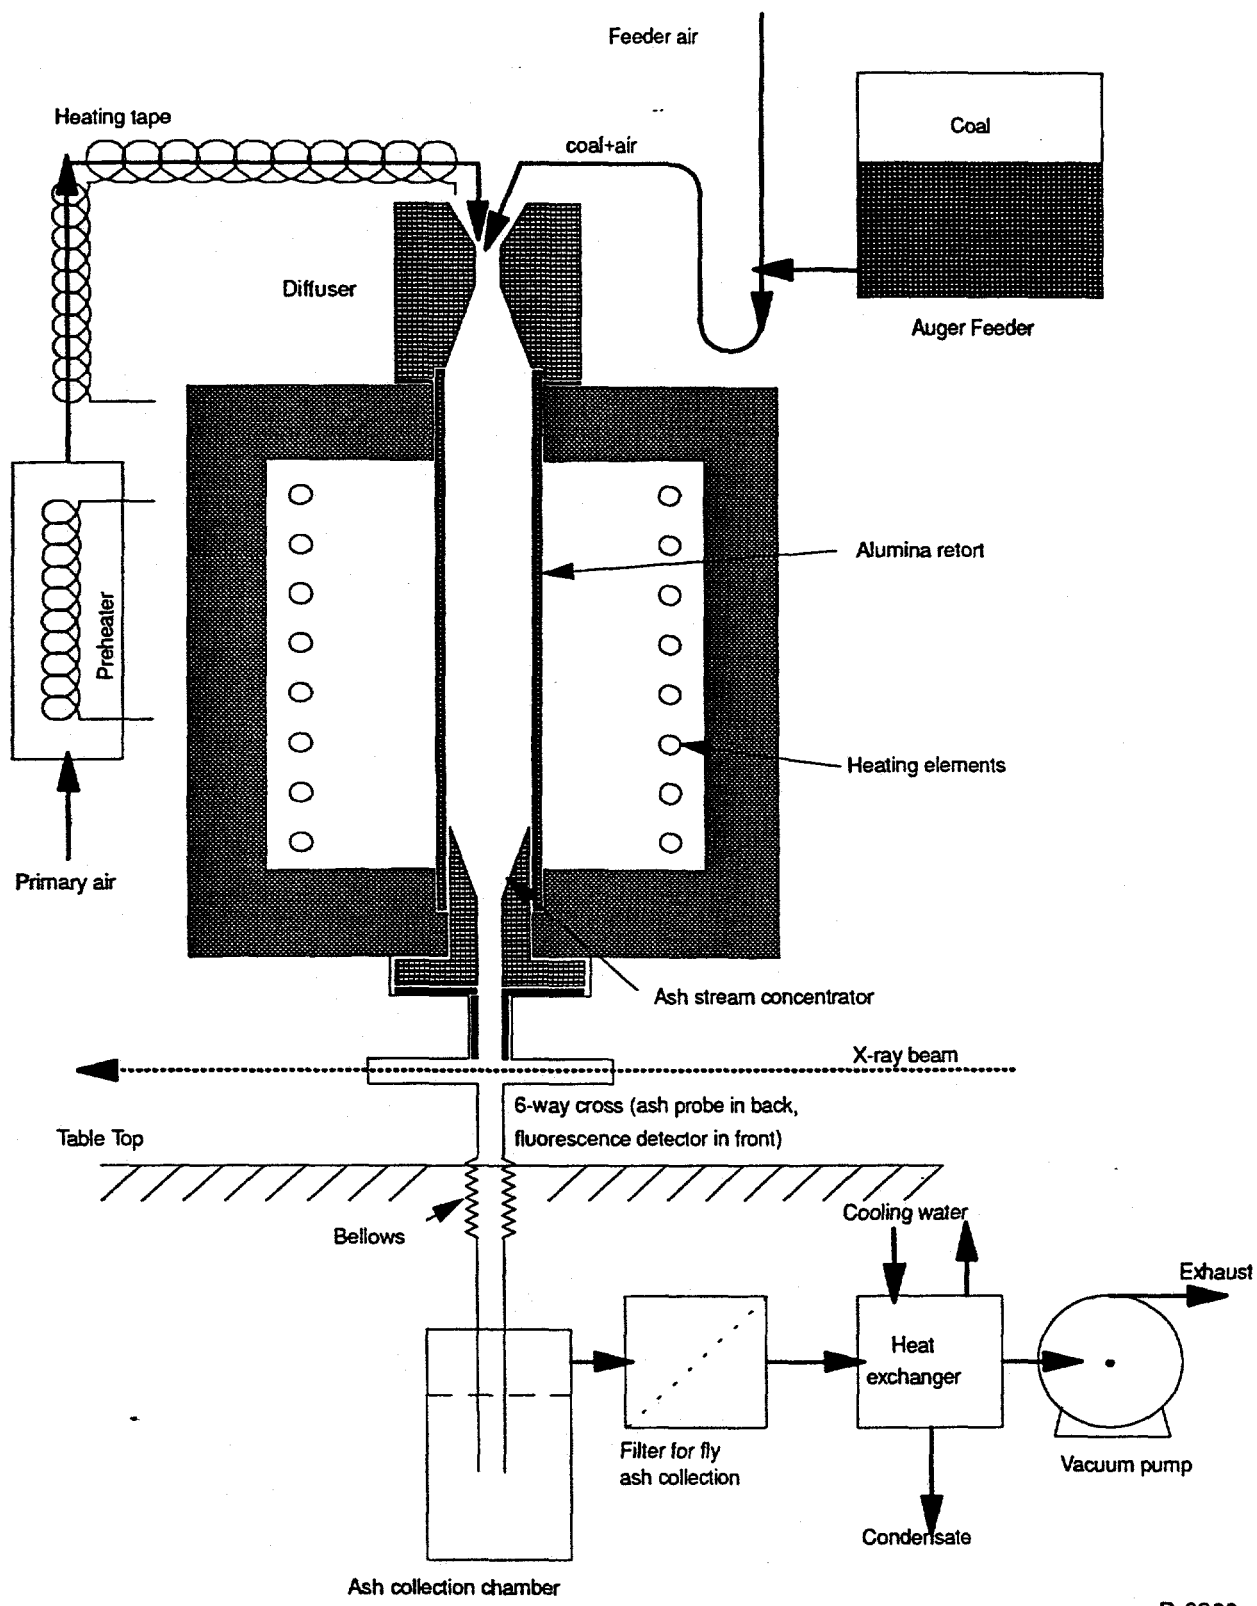 Feeder air
Heating tape
coal+air
Coal
Diffuser
Auger Feeder
Alumina retort
Preheater
Heating elements
Primary air
Ash stream concentrator
X-ray beam
6-way cross (ash probe in back,
fluorescence detector in front)
Table Top
Bellows
Cooling water
Exhaust
Heat
exchanger
Filter for fly
ash collection
Vacuum pump
Condensate
Ash collection chamber